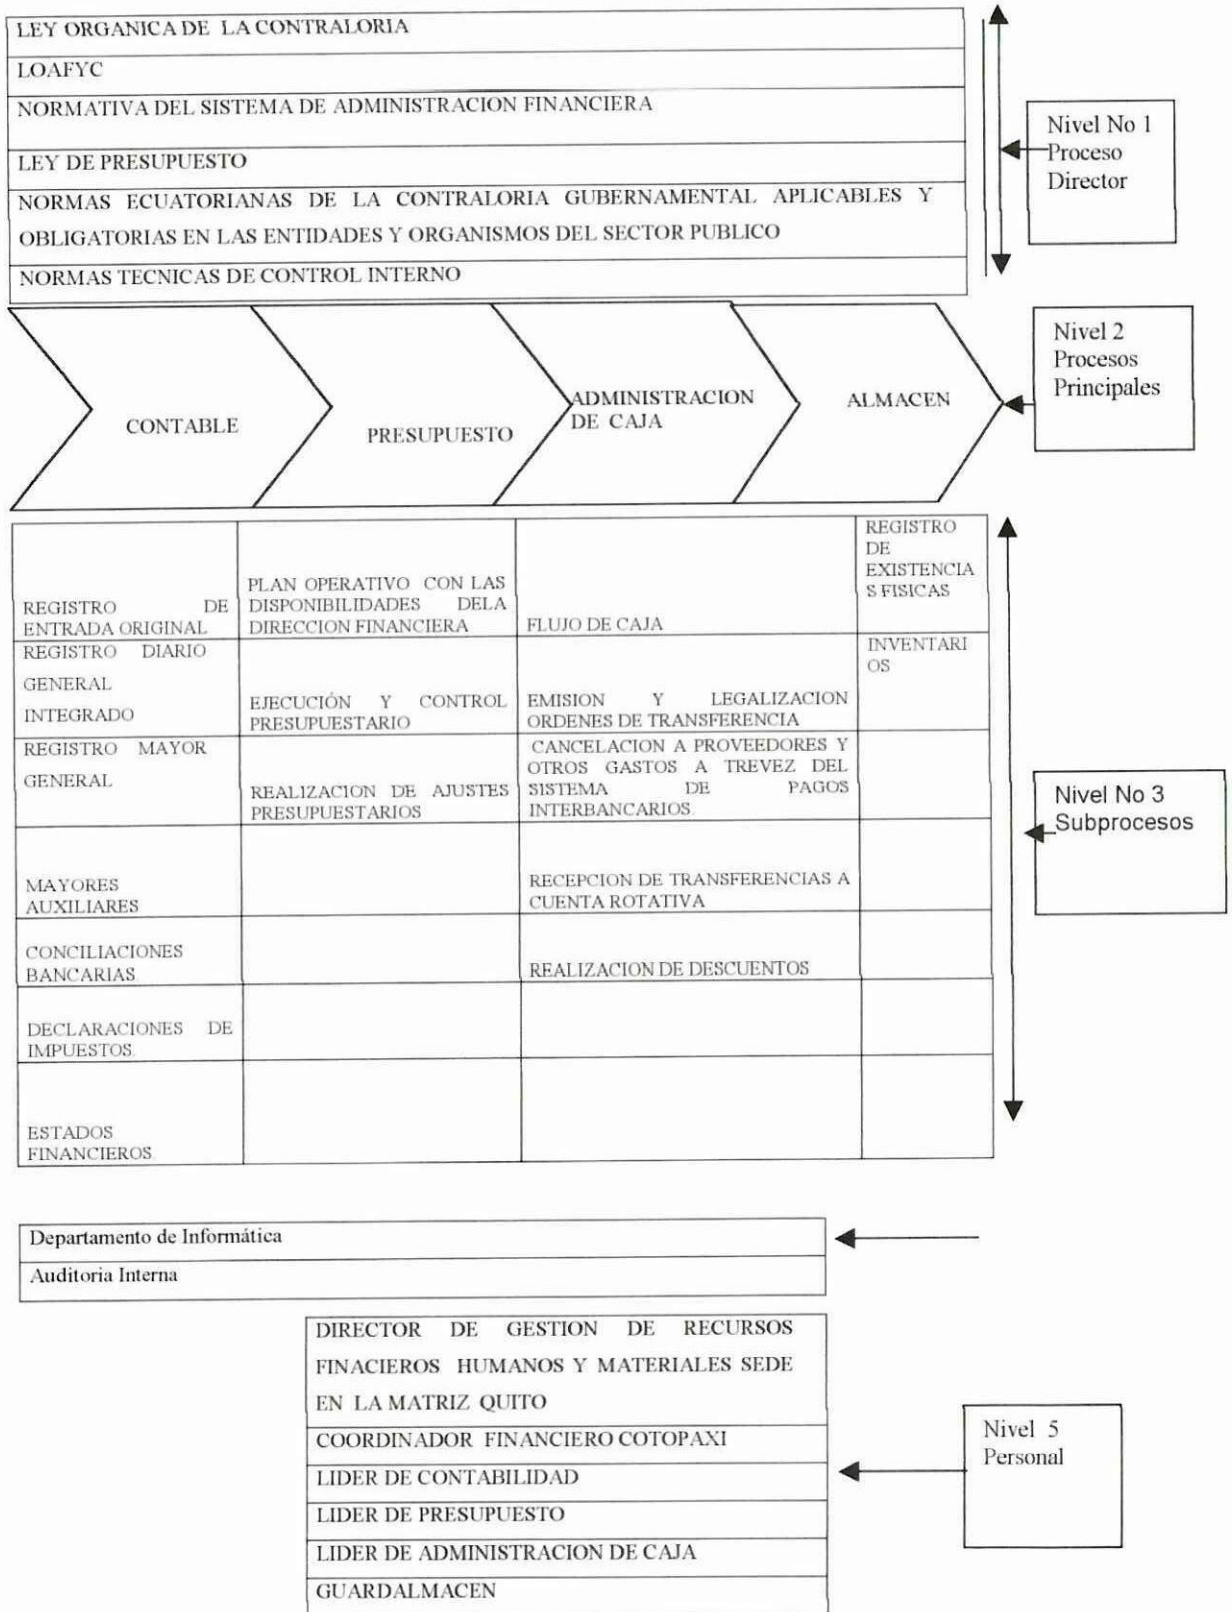 LEY ORGANICA DE LA CONTRALORIA
LOAFYC
NORMATIVA DEL SISTEMA DE ADMINISTRACION FINANCIERA
LEY DE PRESUPUESTO
NORMAS ECUATORIANAS DE LA CONTRALORIA GUBERNAMENTAL APLICABLES Y
OBLIGATORIAS EN LAS ENTIDADES Y ORGANISMOS DEL SECTOR PUBLICO
NORMAS TECNICAS DE CONTROL INTERNO
Nivel No 1
Proceso
Director
CONTABLE
PRESUPUESTO
ADMINISTRACION
DE CAJA
ALMACEN
Nivel 2
Procesos
Principales
REGISTRO DE
ENTRADA ORIGINAL
PLAN OPERATIVO CON LAS
DISPONIBILIDADES DELA
DIRECCION FINANCIERA
FLUJO DE CAJA
REGISTRO
DE
EXISTENCIA
S FISICAS
REGISTRO DIARIO
GENERAL
INTEGRADO
EJECUCIÓN Y CONTROL
PRESUPUESTARIO
EMISION Y LEGALIZACION
ORDENES DE TRANSFERENCIA
INVENTARI
OS
REGISTRO MAYOR
GENERAL
REALIZACION DE AJUSTES
PRESUPUESTARIOS
CANCELACION A PROVEEDORES Y
OTROS GASTOS A TREVEZ DEL
SISTEMA DE PAGOS
INTERBANCARIOS
MAYORES
AUXILIARES
RECEPCION DE TRANSFERENCIAS A
CUENTA ROTATIVA
CONCILIACIONES
BANCARIAS
REALIZACION DE DESCUENTOS
DECLARACIONES DE
IMPUESTOS
ESTADOS
FINANCIEROS
Nivel No 3
Subprocesos
Departamento de Informática
Auditoria Interna
DIRECTOR DE GESTION DE RECURSOS
FINACIEROS HUMANOS Y MATERIALES SEDE
EN LA MATRIZ QUITO
COORDINADOR FINANCIERO COTOPAXI
LIDER DE CONTABILIDAD
LIDER DE PRESUPUESTO
LIDER DE ADMINISTRACION DE CAJA
GUARDALMACEN
Nivel 5
Personal